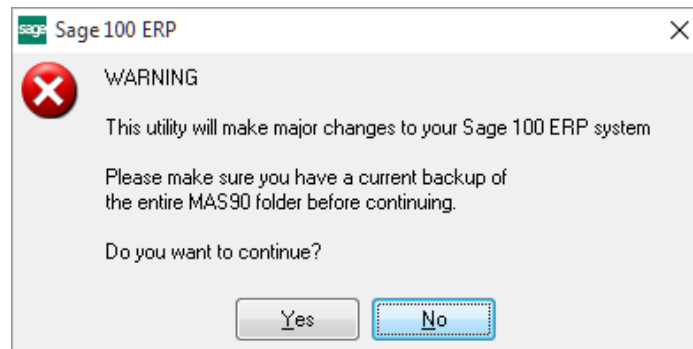 sage Sage 100 ERP
WARNING
This utility will make major changes to your Sage 100 ERP system
Please make sure you have a current backup of
the entire MAS90 folder before continuing.
Do you want to continue?
Yes No